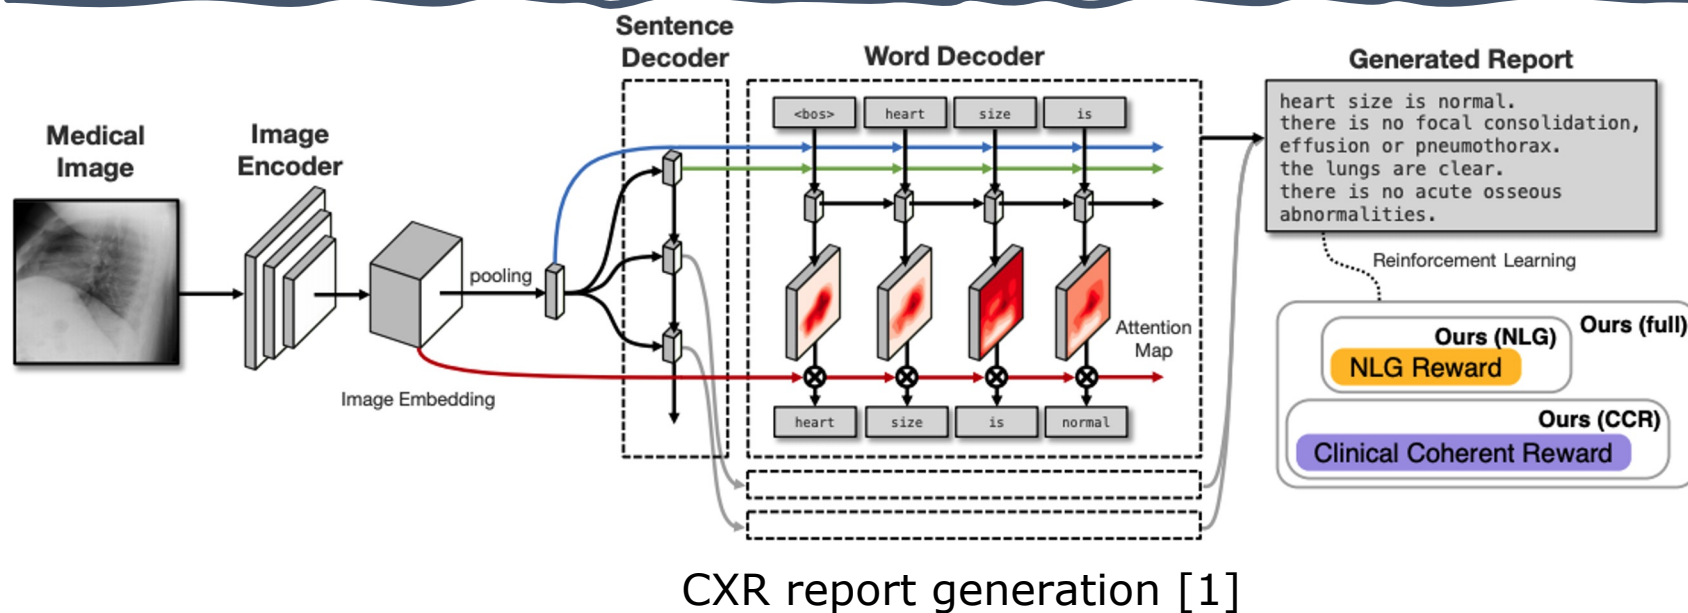 Medical
Image
Image
Encoder
pooling
Image Embedding
Sentence
Decoder
Word Decoder
<bos>
heart
size
is
Attention
Map
heart
size
is
normal
Generated Report
heart size is normal.
there is no focal consolidation,
effusion or pneumothorax.
the lungs are clear.
there is no acute osseous
abnormalities.
Reinforcement Learning
Ours (full)
Ours (NLG)
NLG Reward
Ours (CCR)
Clinical Coherent Reward
CXR report generation [1]